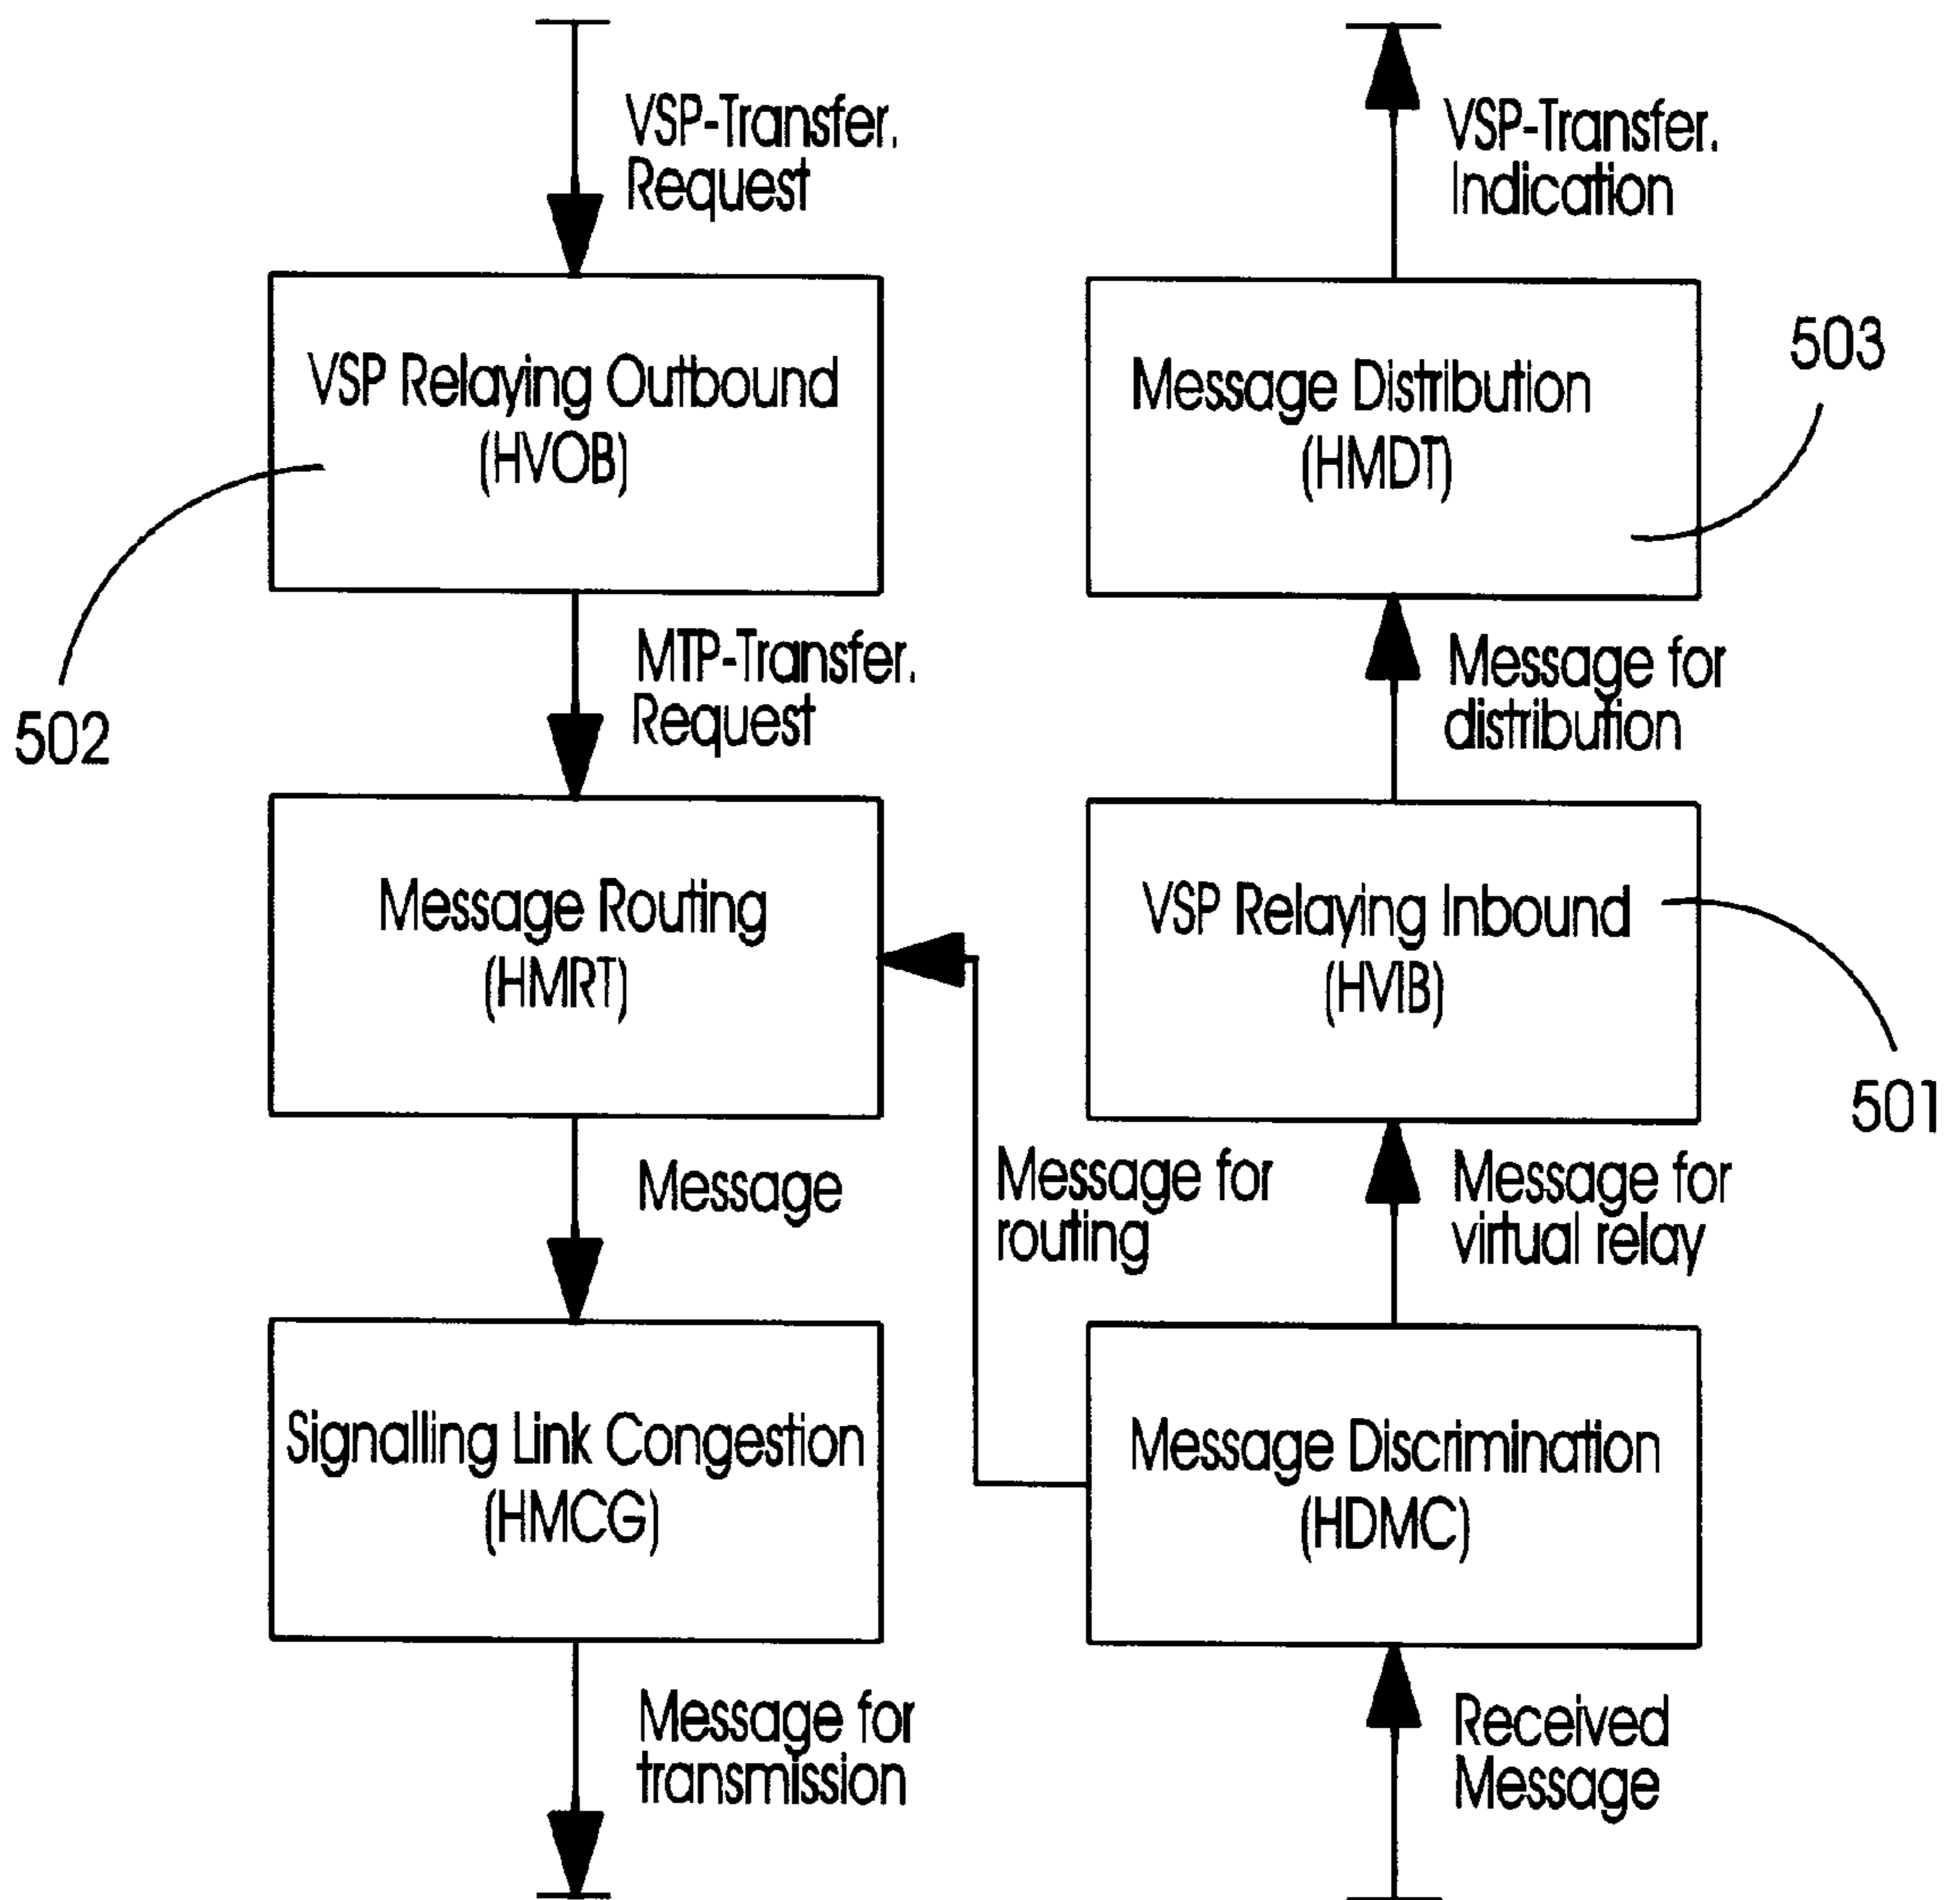 VSP-Transfer.
Request
VSP-Transfer.
Indication
VSP Relaying Outbound
(HVOB)
Message Distribution
(HMDT)
503
502
MTP-Transfer.
Request
Message for
distribution
Message Routing
(HMRT)
VSP Relaying Inbound
(HVIB)
501
Message
Message for
routing
Message for
virtual relay
Signalling Link Congestion
(HMCG)
Message Discrimination
(HDMC)
Message for
transmission
Received
Message